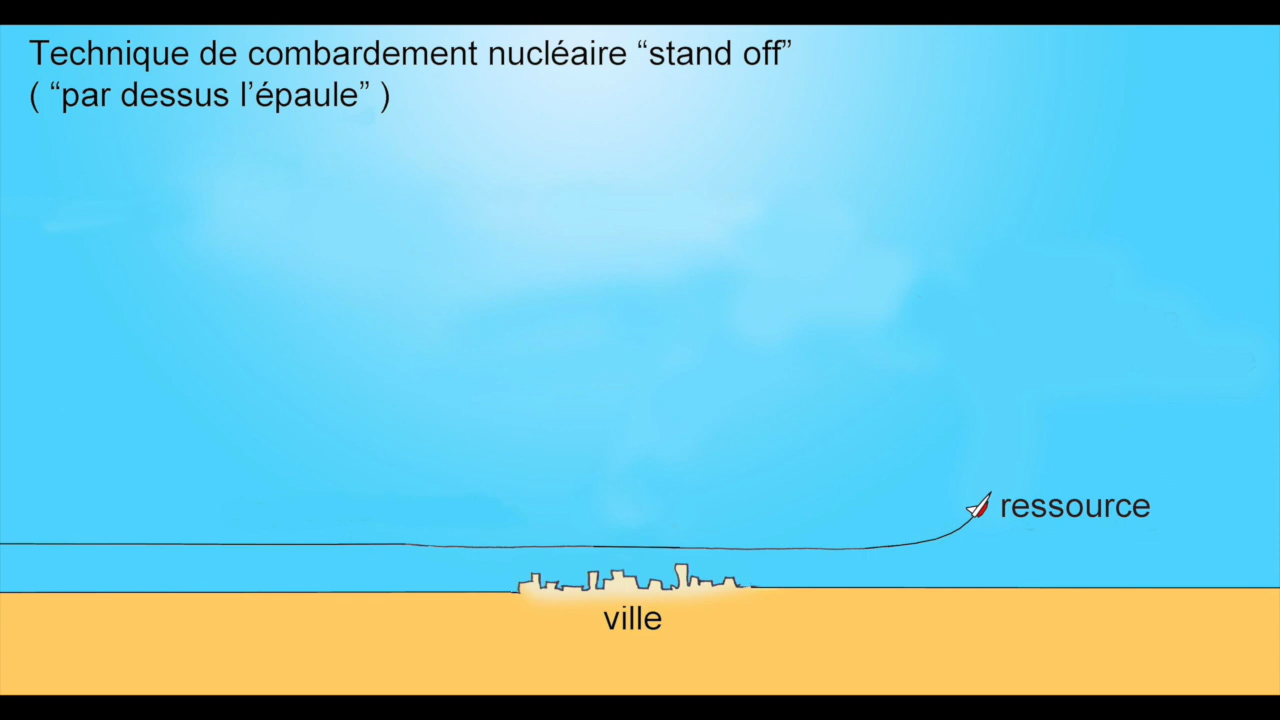 Technique de combardement nucléaire “stand off”
( “par dessus l’épaule” )
ressource
ville